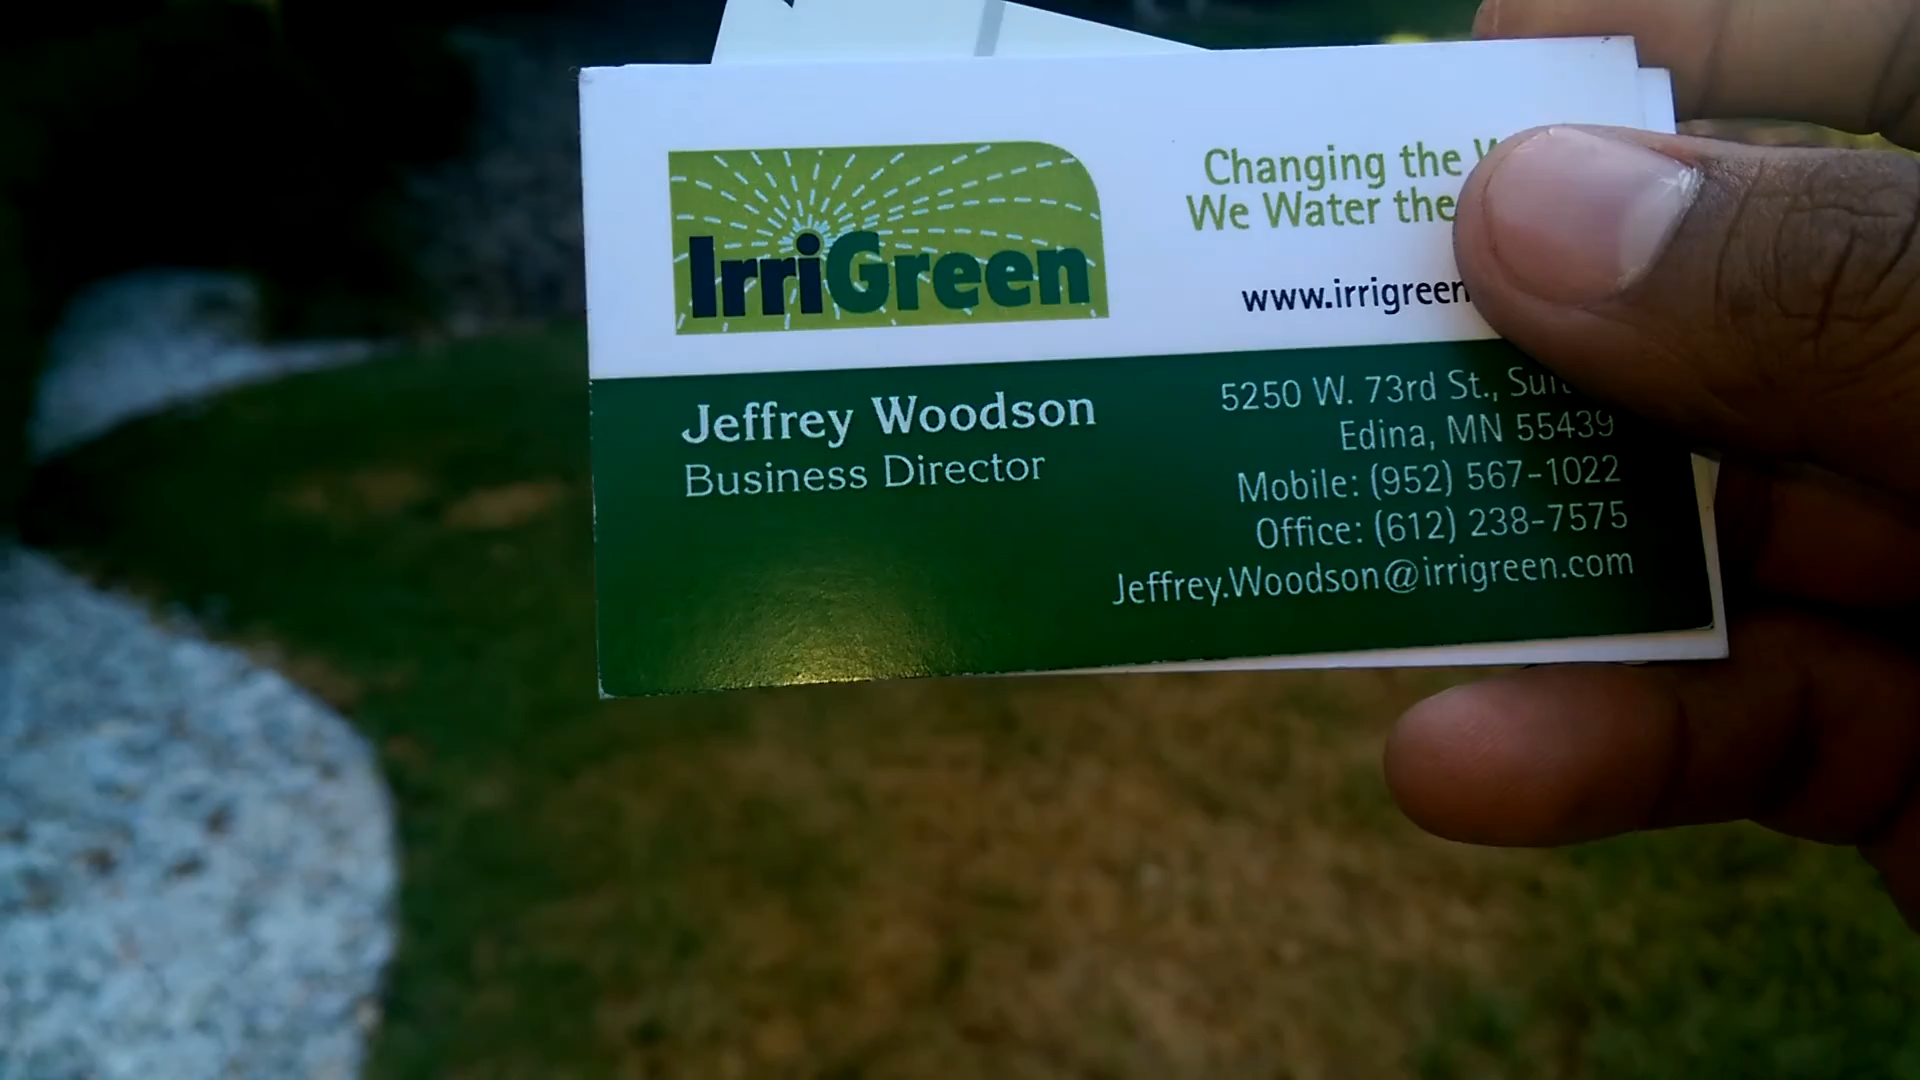 IrriGreen
Changing the
We Water the
www.irrigreen
Jeffrey Woodson
Business Director
5250 W. 73rd St.,
Edina, MN 55439
Mobile: (952) 567-1022
Office: (612) 238-7575
Jeffrey.Woodson@irrigreen.com